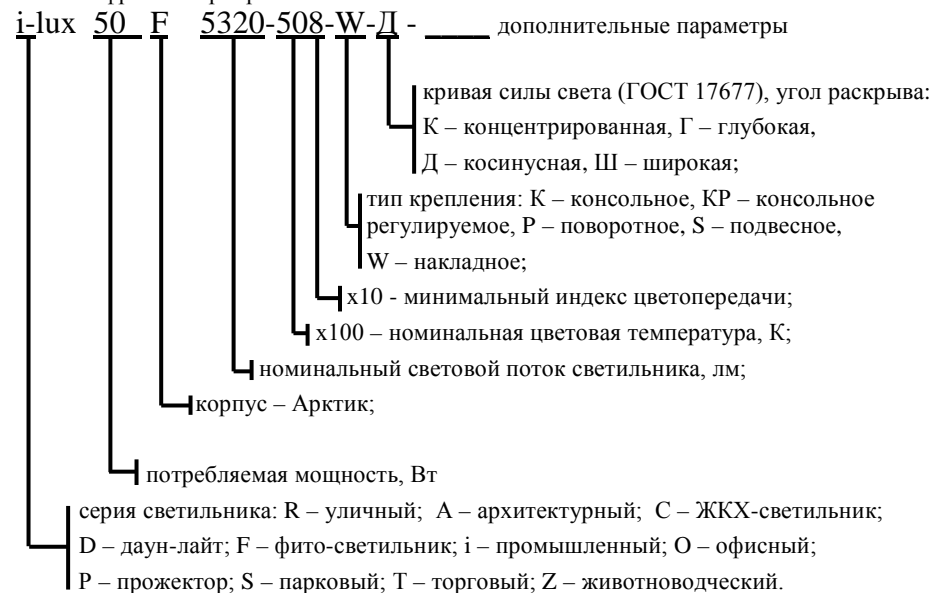 i-lux 50 F 5320-508-W-Д - _____ дополнительные параметры
кривая силы света (ГОСТ 17677), угол раскрыва:
К – концентрированная, Г – глубокая,
Д – косинусная, Ш – широкая;
тип крепления: К – консольное, КР – консольное
регулируемое, Р – поворотное, S – подвесное,
W – накладное;
х10 - минимальный индекс цветопередачи;
х100 – номинальная цветовая температура, К;
номинальный световой поток светильника, лм;
корпус – Арктик;
потребляемая мощность, Вт
серия светильника: R – уличный; А – архитектурный; С – ЖКХ-светильник;
D – даун-лайт; F – фито-светильник; i – промышленный; О – офисный;
Р – прожектор; S – парковый; Т – торговый; Z – животноводческий.